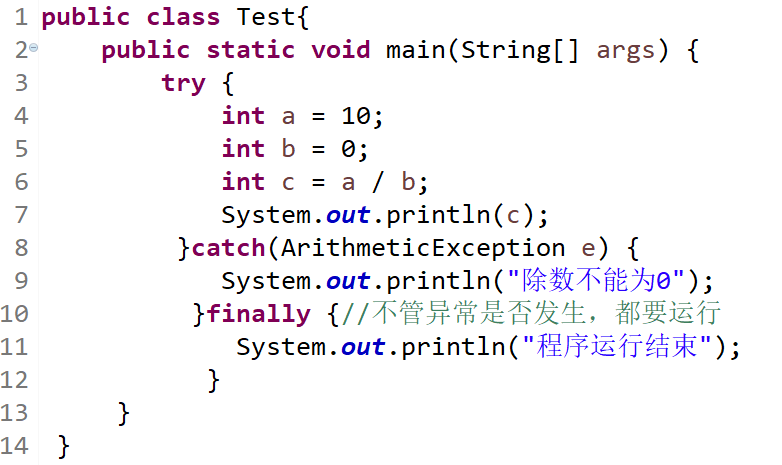 1 public class Test{
2 public static void main(String[] args) {
3 try {
4 int a = 10;
5 int b = 0;
6 int c = a / b;
7 System.out.println(c);
8 }catch(ArithmeticException e) {
9 System.out.println("除数不能为0");
10 }finally {//不管异常是否发生，都要运行
11 System.out.println("程序运行结束");
12 }
13 }
14 }